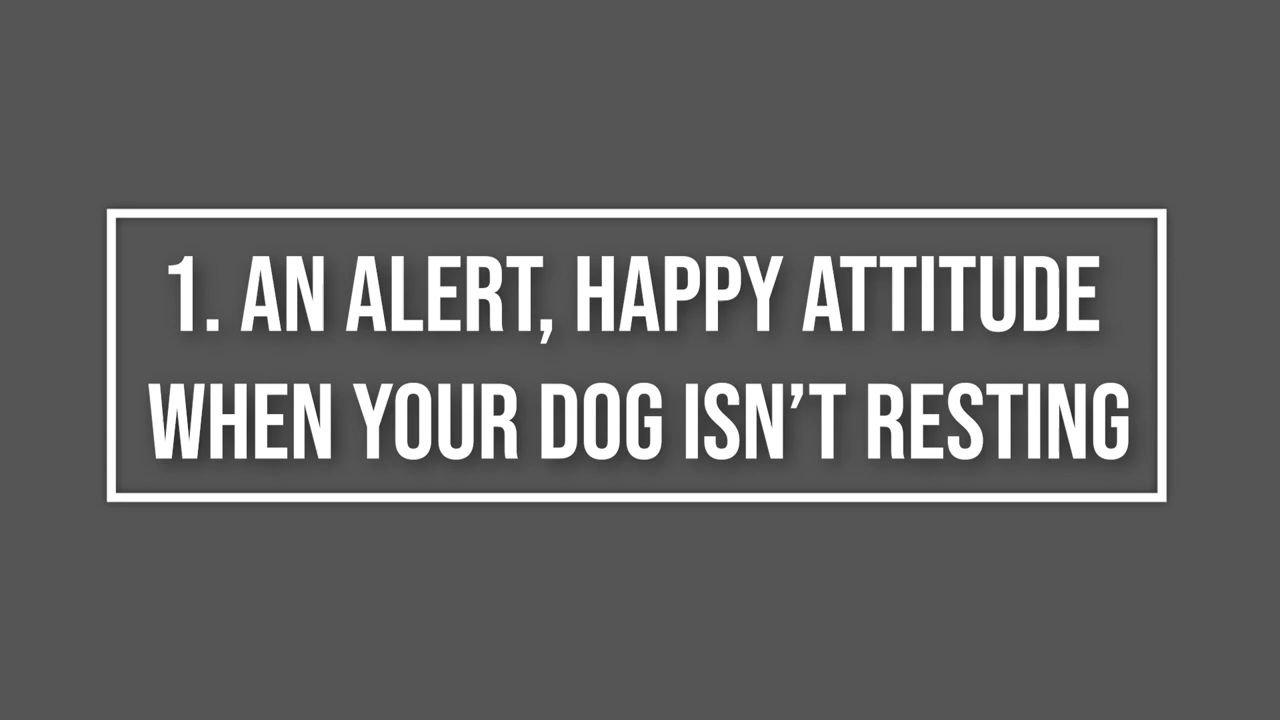 1. AN ALERT, HAPPY ATTITUDE
WHEN YOUR DOG ISN’T RESTING